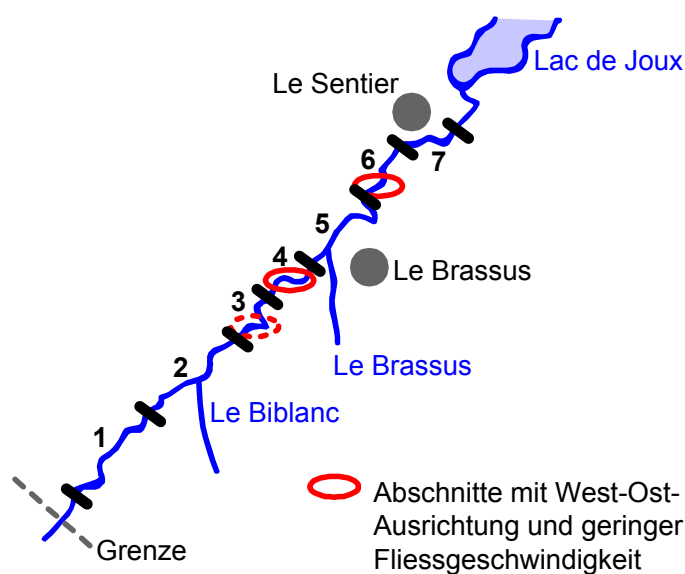 Lac de Joux
Le Sentier
6
7
5
Le Brassus
4
3
Le Brassus
2
Le Biblanc
1
Abschnitte mit West-Ost-
Ausrichtung und geringer
Fliessgeschwindigkeit
Grenze